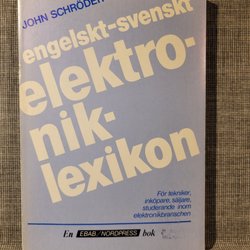 JOHN SCHRÖDER
engelskt-svenskt
elektro-
nik-
lexikon
För tekniker,
inköpare, säljare,
studerande inom
elektronikbranschen
En EBAB/NORDPRESS bok